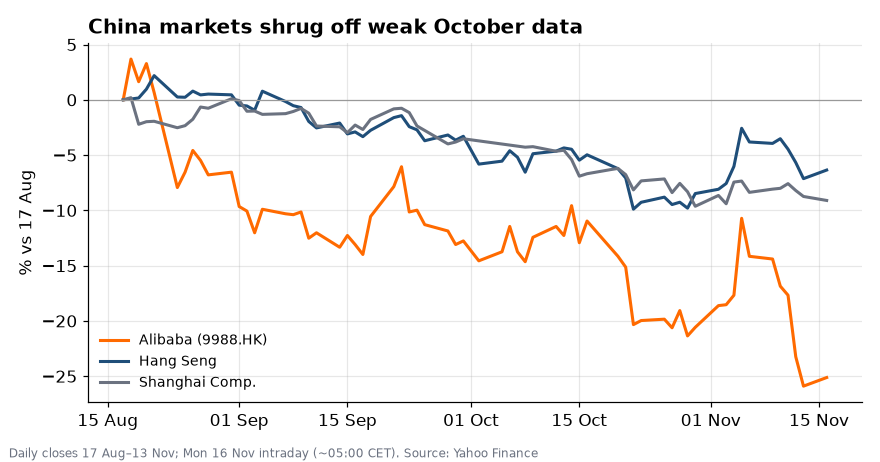 China markets shrug off weak October data
% vs 17 Aug
5
0
−5
−10
−15
−20
−25
Alibaba (9988.HK)
Hang Seng
Shanghai Comp.
15 Aug 01 Sep 15 Sep 01 Oct 15 Oct 01 Nov 15 Nov
Daily closes 17 Aug–13 Nov; Mon 16 Nov intraday (~05:00 CET). Source: Yahoo Finance